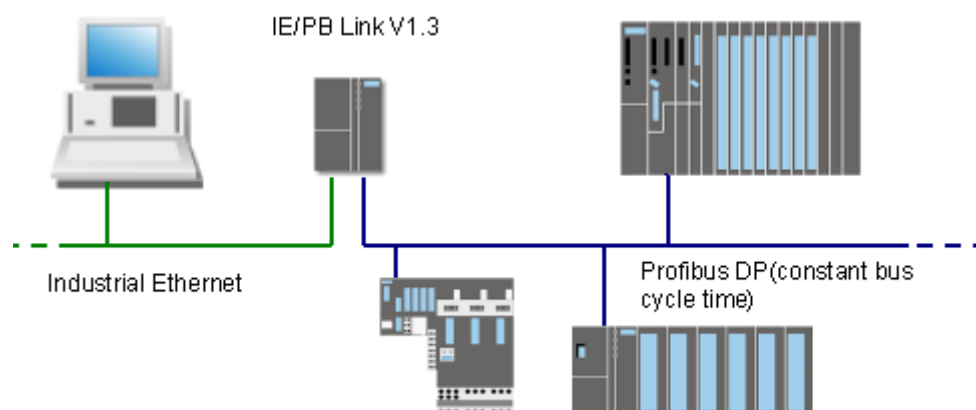 IE/PB Link V1.3
Industrial Ethernet
Profibus DP(constant bus
cycle time)